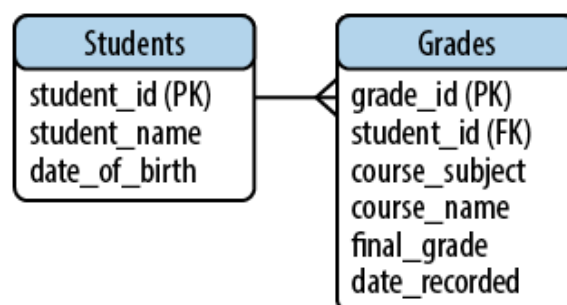 Students
student_id (PK)
student_name
date_of_birth
Grades
grade_id (PK)
student_id (FK)
course_subject
course_name
final_grade
date_recorded